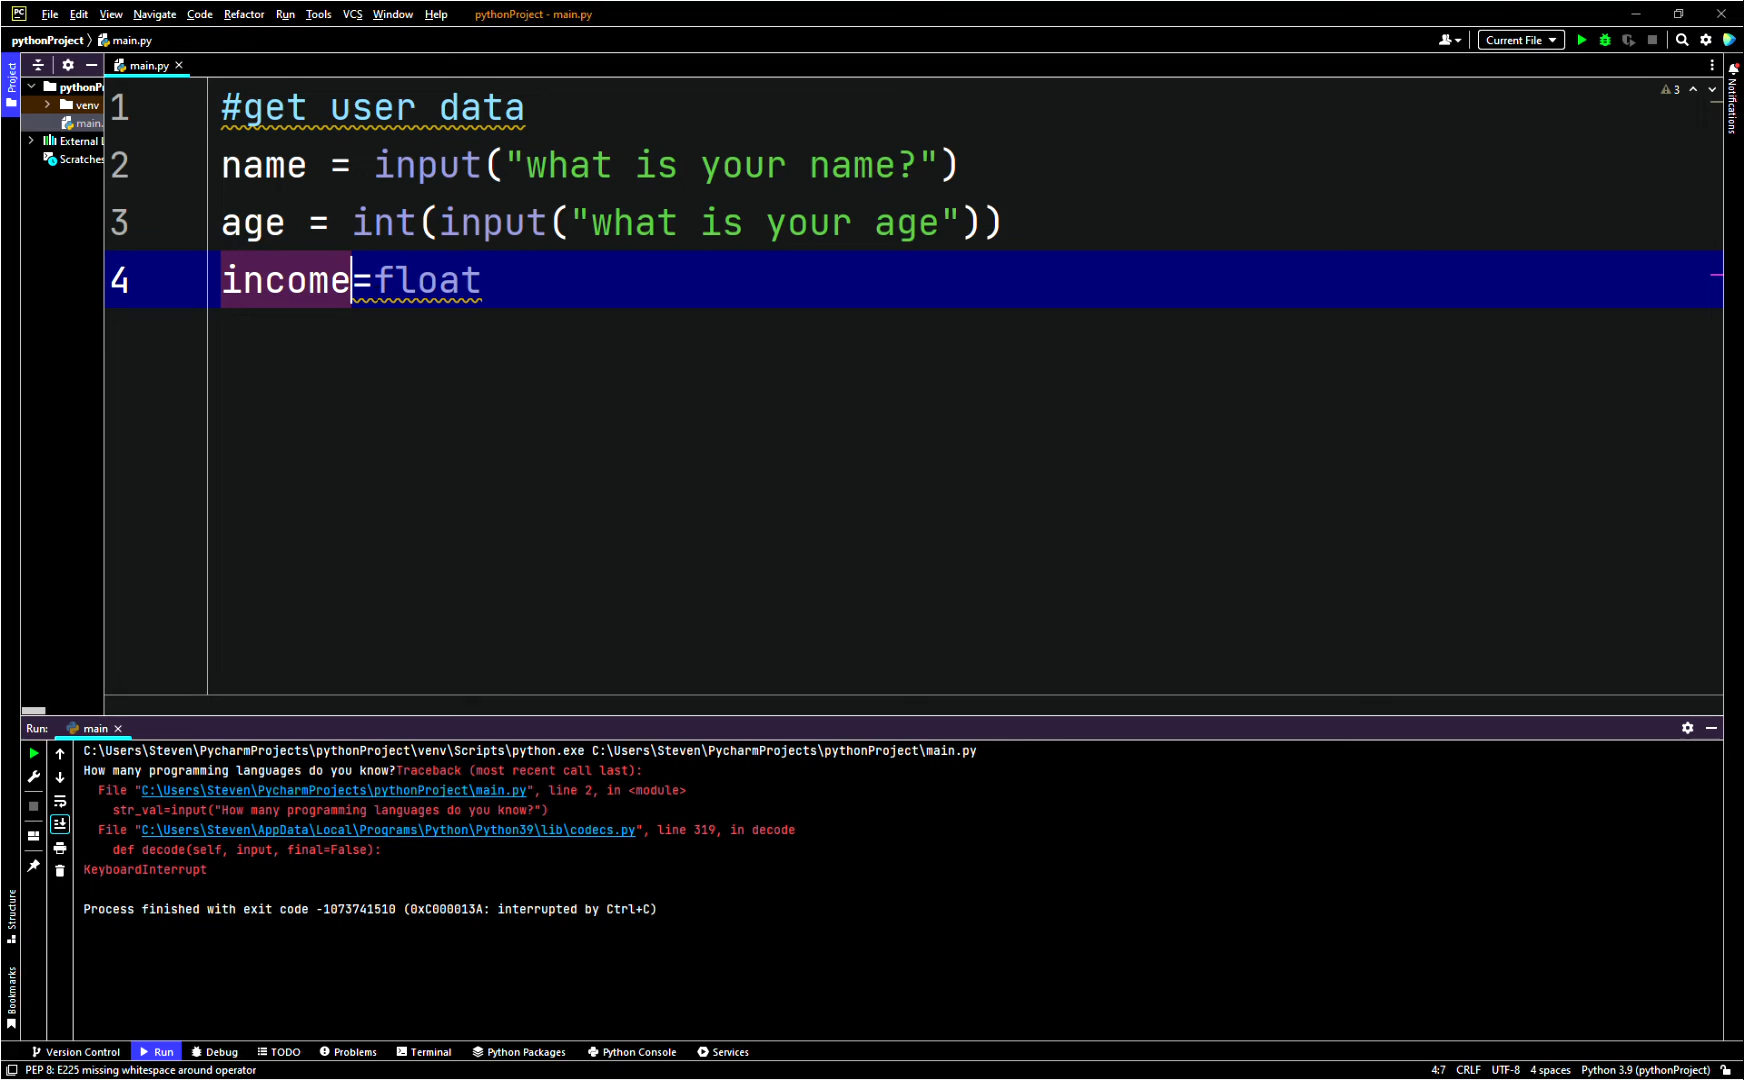 PC File Edit View Navigate Code Refactor Run Tools VCS Window Help pythonProject - main.py
pythonProject main.py
Current File
Project
main.py
pythonP
venv
main.
External L
Scratches
3
Notifications
1 #get user data
2 name = input("what is your name?")
3 age = int(input("what is your age"))
4 income=float
Run: main
C:\Users\Steven\PycharmProjects\pythonProject\venv\Scripts\python.exe C:\Users\Steven\PycharmProjects\pythonProject\main.py
How many programming languages do you know?Traceback (most recent call last):
File "C:\Users\Steven\PycharmProjects\pythonProject\main.py", line 2, in <module>
str_val=input("How many programming languages do you know?")
File "C:\Users\Steven\AppData\Local\Programs\Python\Python39\lib\codecs.py", line 319, in decode
def decode(self, input, final=False):
KeyboardInterrupt
Process finished with exit code -1073741510 (0xC000013A: interrupted by Ctrl+C)
Structure
Bookmarks
Version Control Run Debug TODO Problems Terminal Python Packages Python Console Services
PEP 8: E225 missing whitespace around operator 4:7 CRLF UTF-8 4 spaces Python 3.9 (pythonProject)